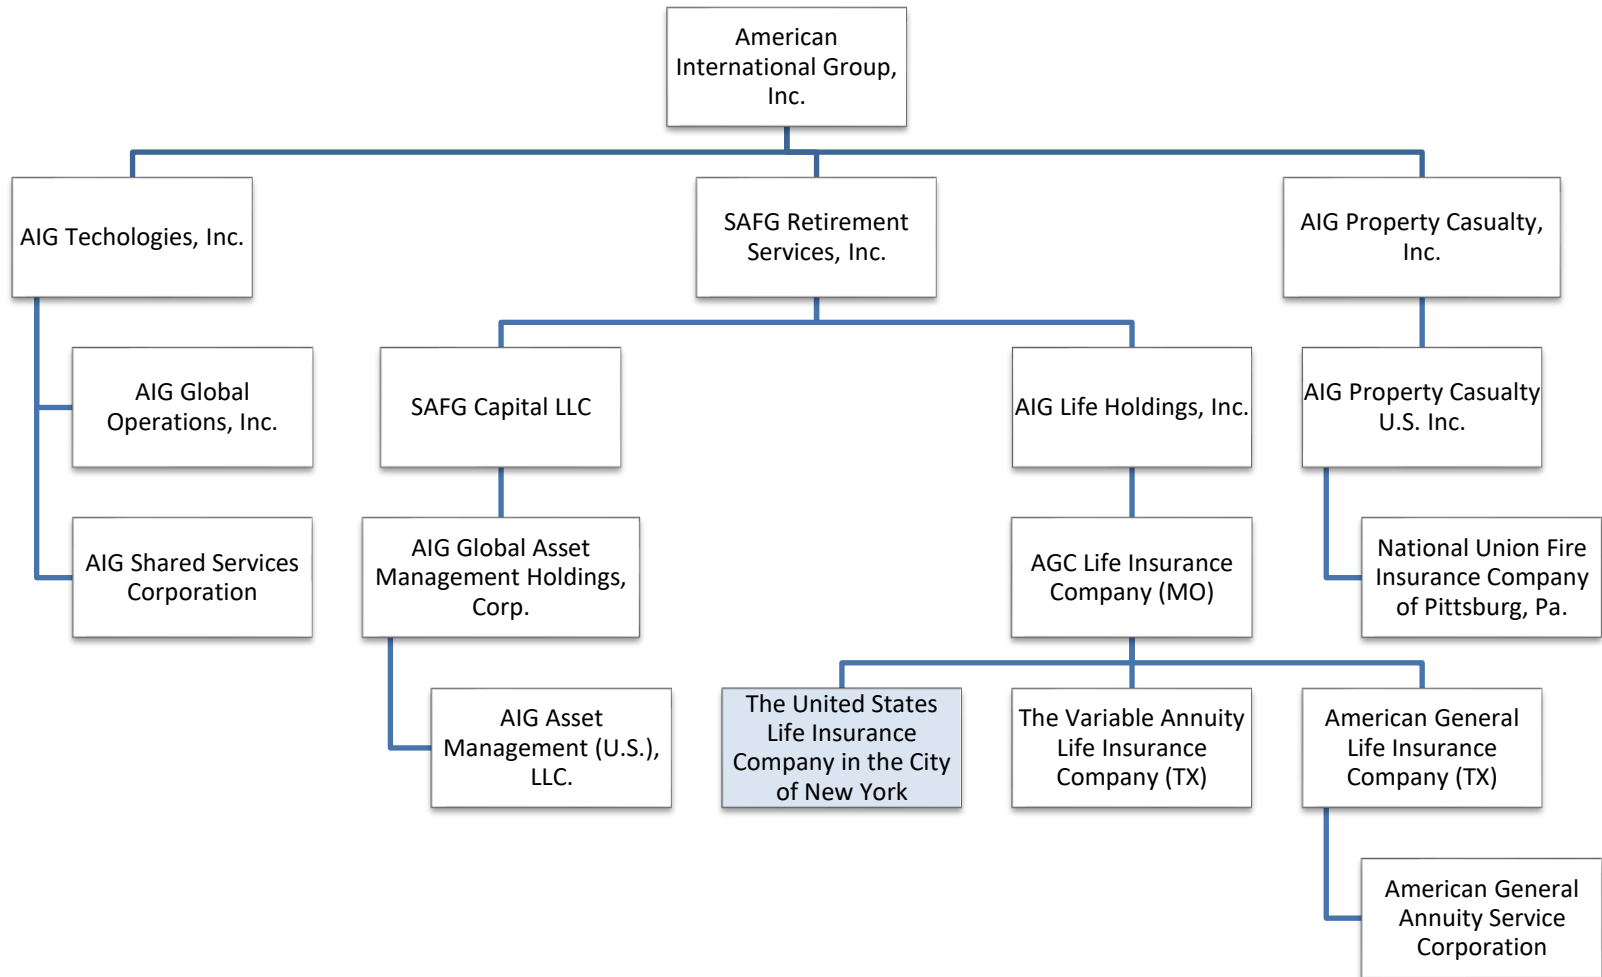 American
International Group,
Inc.
AIG Techologies, Inc.
SAFG Retirement
Services, Inc.
AIG Property Casualty,
Inc.
AIG Global
Operations, Inc.
SAFG Capital LLC
AIG Life Holdings, Inc.
AIG Property Casualty
U.S. Inc.
AIG Shared Services
Corporation
AIG Global Asset
Management Holdings,
Corp.
AGC Life Insurance
Company (MO)
National Union Fire
Insurance Company
of Pittsburg, Pa.
AIG Asset
Management (U.S.),
LLC.
The United States
Life Insurance
Company in the City
of New York
The Variable Annuity
Life Insurance
Company (TX)
American General
Life Insurance
Company (TX)
American General
Annuity Service
Corporation